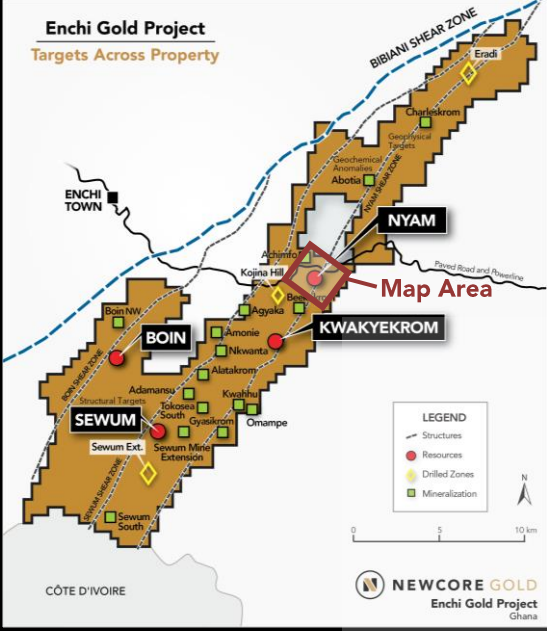 Enchi Gold Project
Targets Across Property
BIBIANI SHEAR ZONE
Eradi
Charleskrom
Geophysical
Targets
Geochemical
Anomalies
Abotia
NYAM SHEAR ZONE
ENCHI
TOWN
NYAM
Achimfo
Paved Road and Powerline
Kojina Hill
Map Area
Boin NW
Agyaka
KWAKYEKROM
BOIN
Amonie
Nkwanta
BOIN SHEAR ZONE
Alatakrom
Structural Targets
Adamansu
Kwahu
Tokosea
South
Omampe
SEWUM
Gyasikrom
Sewum Ext.
Sewum Mine
Extension
SEWUM SHEAR ZONE
Sewum
South
LEGEND
Structures
Resources
Drilled Zones
Mineralization
N
0 5 10 km
CÔTE D'IVOIRE
N NEWCORE GOLD
Enchi Gold Project
Ghana